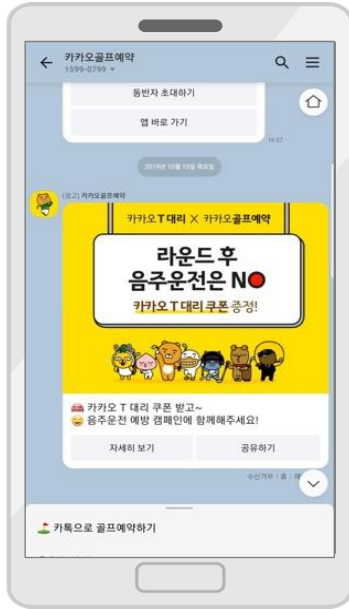 카카오골프예약
1599-0799
동반자 초대하기
앱 바로 가기
16:07
2019년 10월 10일 목요일
(광고) 카카오골프예약
카카오 T 대리 X 카카오골프예약
라운드 후
음주운전은 NO
카카오 T 대리 쿠폰 증정!
카카오 T 대리 쿠폰 받고~
음주운전 예방 캠페인에 함께해주세요!
자세히 보기
공유하기
수신거부 | 홈 |
카톡으로 골프예약하기